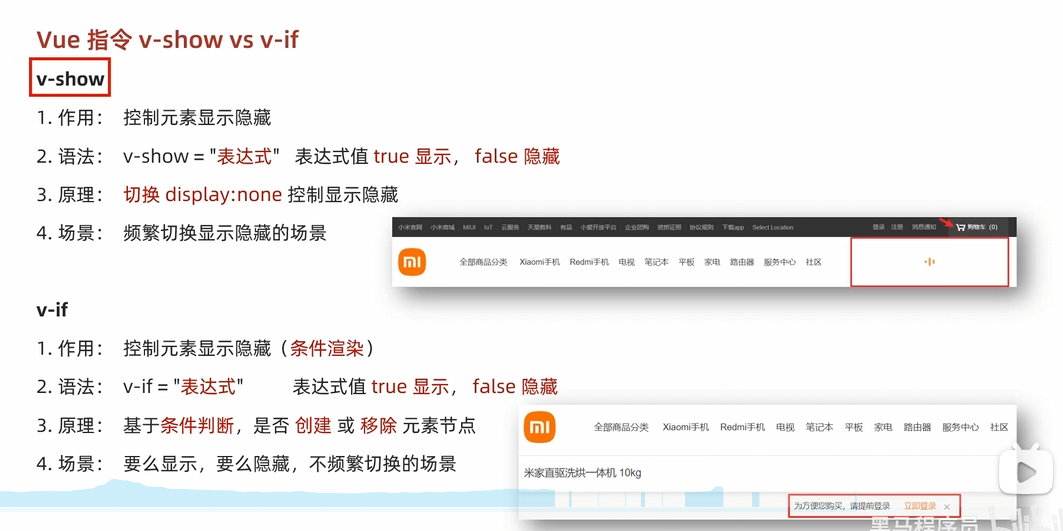 Vue 指令 v-show vs v-if
v-show
1. 作用： 控制元素显示隐藏
2. 语法： v-show = "表达式" 表达式值 true 显示， false 隐藏
3. 原理： 切换 display:none 控制显示隐藏
4. 场景： 频繁切换显示隐藏的场景
小米官网 小米商城 MIUI IoT 云服务 天星数科 有品 小爱开放平台 企业团购 资质证照 协议规则 下载app Select Location 登录 注册 消息通知 购物车（0）
mi 全部商品分类 Xiaomi手机 Redmi手机 电视 笔记本 平板 家电 路由器 服务中心 社区
v-if
1. 作用： 控制元素显示隐藏（条件渲染）
2. 语法： v-if = "表达式" 表达式值 true 显示， false 隐藏
3. 原理： 基于条件判断，是否 创建 或 移除 元素节点
4. 场景： 要么显示，要么隐藏，不频繁切换的场景
mi 全部商品分类 Xiaomi手机 Redmi手机 电视 笔记本 平板 家电 路由器 服务中心 社区
米家直驱洗烘一体机 10kg
为方便您购买，请提前登录 立即登录 ×
黑马程序员